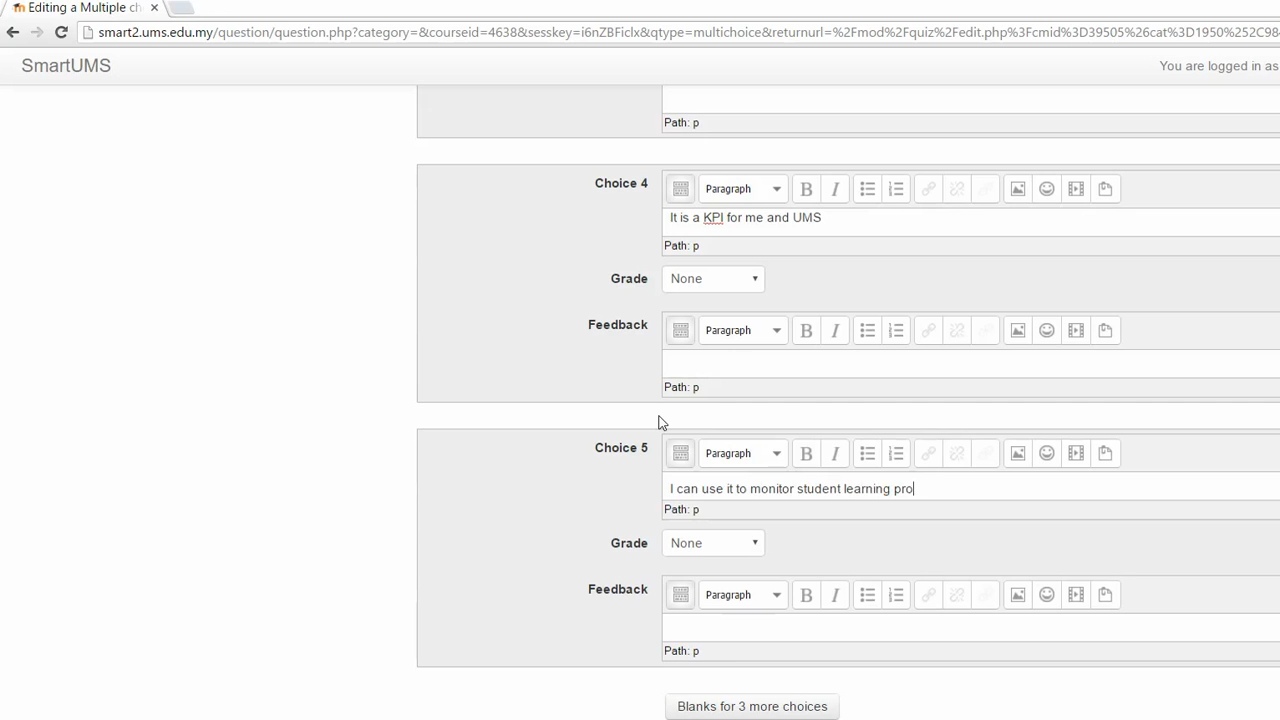 Editing a Multiple ch
smart2.ums.edu.my/question/question.php?category=&courseid=4638&sesskey=i6nZBFiclx&qtype=multichoice&returnurl=%2Fmod%2Fquiz%2Fedit.php%3Fcmid%3D39505%26cat%3D1950%252C984
SmartUMS
You are logged in as
Path: p
Choice 4
Paragraph
B
I
It is a KPI for me and UMS
Path: p
Grade
None
Feedback
Paragraph
B
I
Path: p
Choice 5
Paragraph
B
I
I can use it to monitor student learning pro
Path: p
Grade
None
Feedback
Paragraph
B
I
Path: p
Blanks for 3 more choices